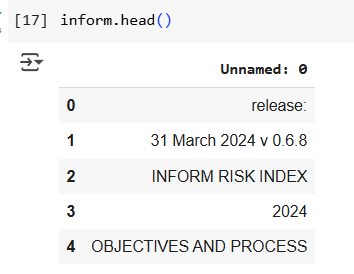 [17] inform.head()
Unnamed: 0
0 release:
1 31 March 2024 v 0.6.8
2 INFORM RISK INDEX
3 2024
4 OBJECTIVES AND PROCESS